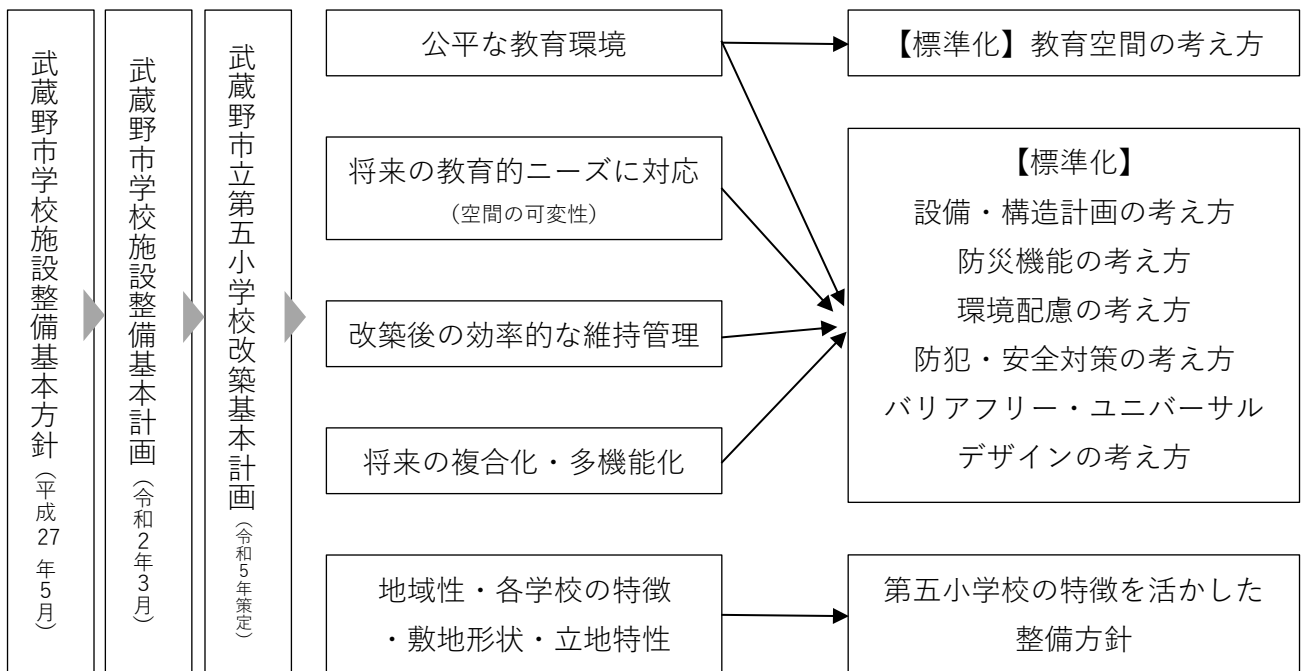 武蔵野市学校施設整備基本方針（平成27年5月）
武蔵野市学校施設整備基本計画（令和2年3月）
武蔵野市立第五小学校改築基本計画（令和5年策定）
公平な教育環境
将来の教育的ニーズに対応
（空間の可変性）
改築後の効率的な維持管理
将来の複合化・多機能化
地域性・各学校の特徴
・敷地形状・立地特性
【標準化】教育空間の考え方
【標準化】
設備・構造計画の考え方
防災機能の考え方
環境配慮の考え方
防犯・安全対策の考え方
バリアフリー・ユニバーサル
デザインの考え方
第五小学校の特徴を活かした
整備方針